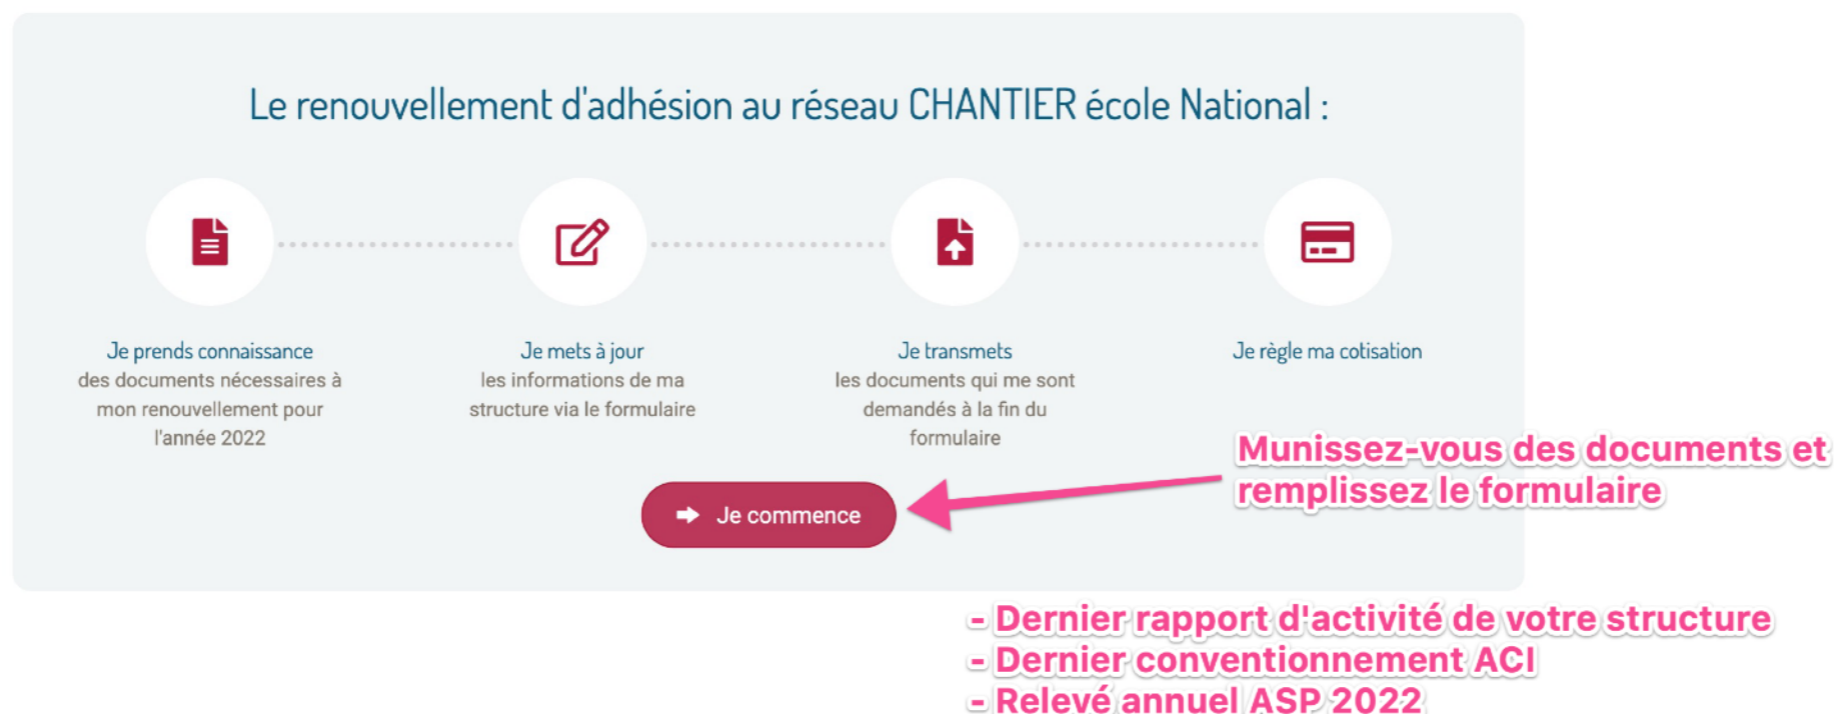 Le renouvellement d'adhésion au réseau CHANTIER école National :
Je prends connaissance
des documents nécessaires à
mon renouvellement pour
l'année 2022
Je mets à jour
les informations de ma
structure via le formulaire
Je transmets
les documents qui me sont
demandés à la fin du
formulaire
Je règle ma cotisation
Munissez-vous des documents et
remplissez le formulaire
Je commence
- Dernier rapport d'activité de votre structure
- Dernier conventionnement ACI
- Relevé annuel ASP 2022